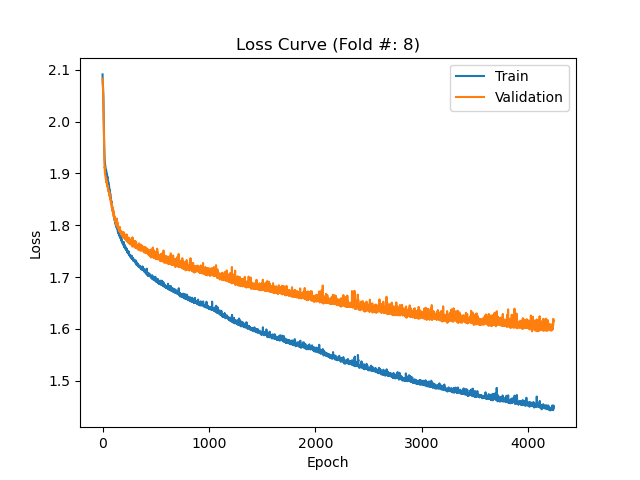 Loss Curve (Fold #: 8)
Train
Validation
2.1
2.0
1.9
1.8
1.7
1.6
1.5
Loss
0 1000 2000 3000 4000
Epoch